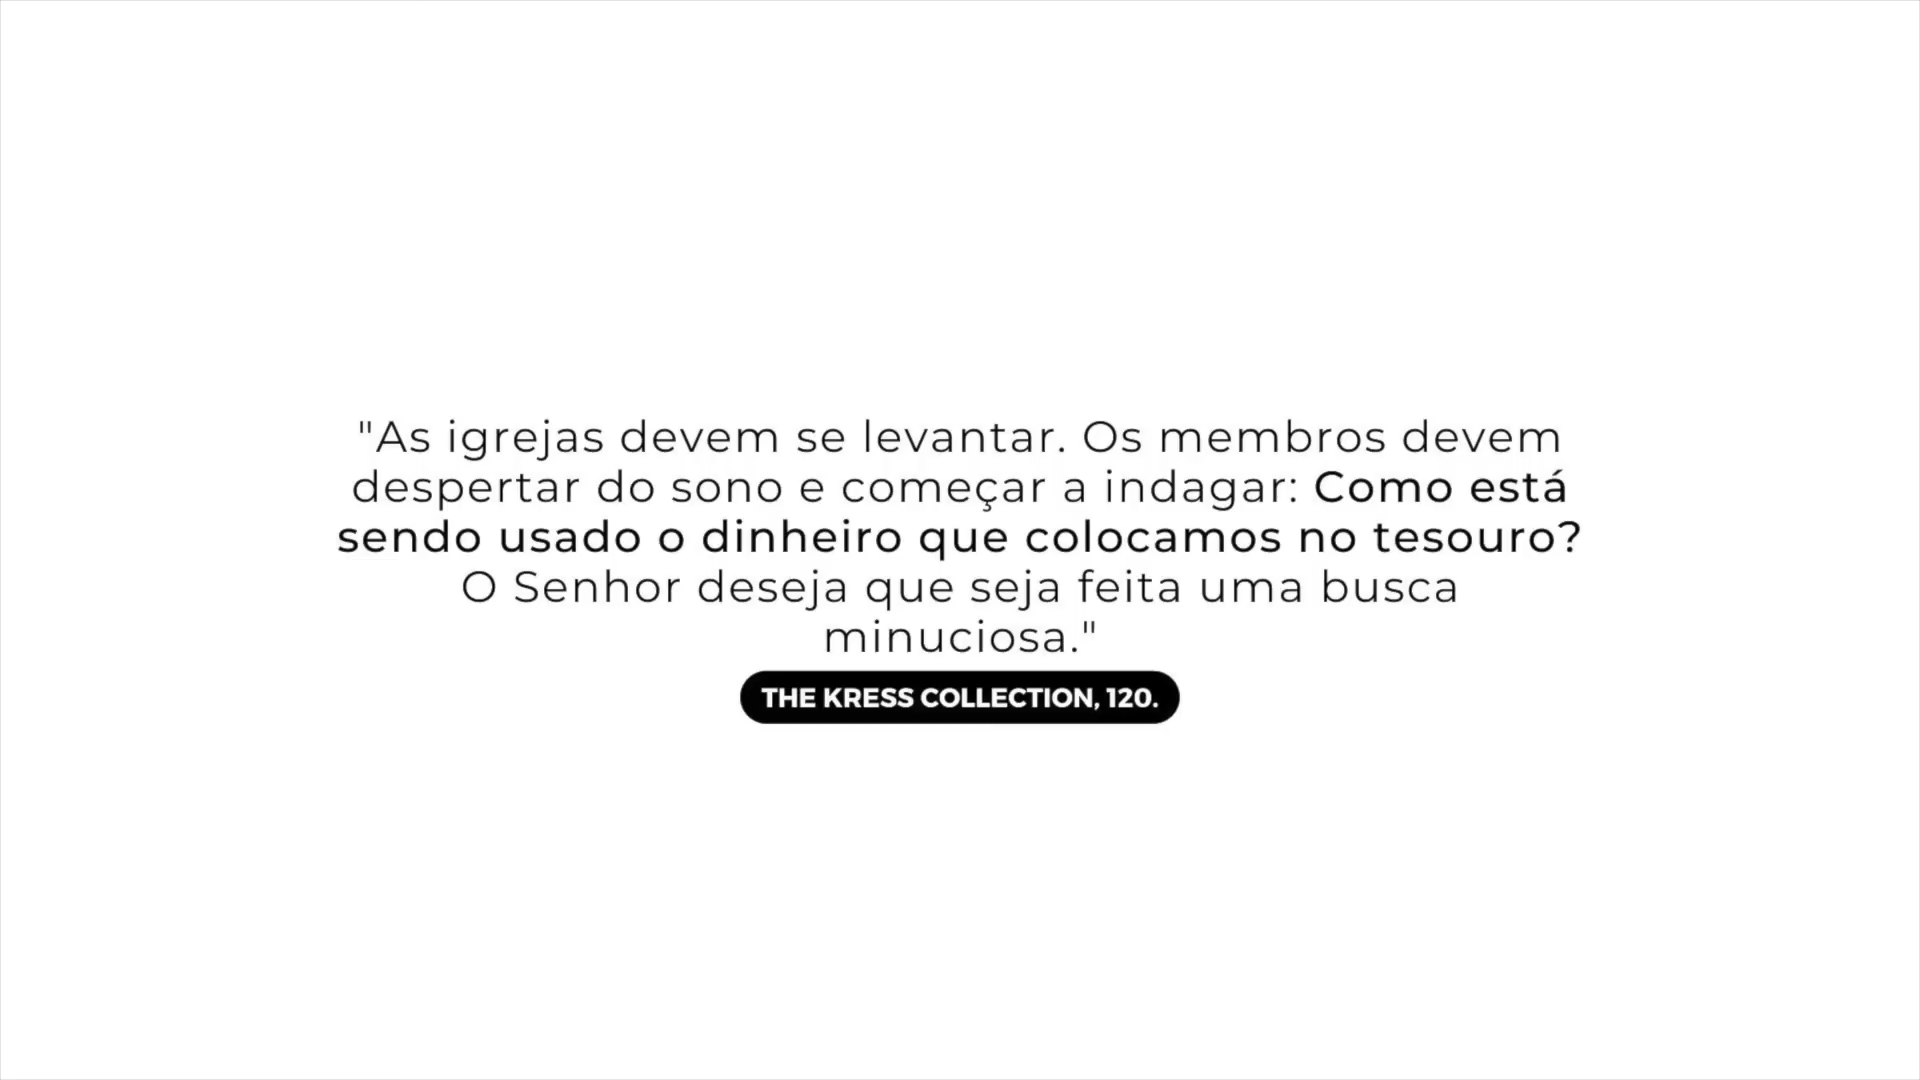 "As igrejas devem se levantar. Os membros devem
despertar do sono e começar a indagar: Como está
sendo usado o dinheiro que colocamos no tesouro?
O Senhor deseja que seja feita uma busca
minuciosa."
THE KRESS COLLECTION, 120.